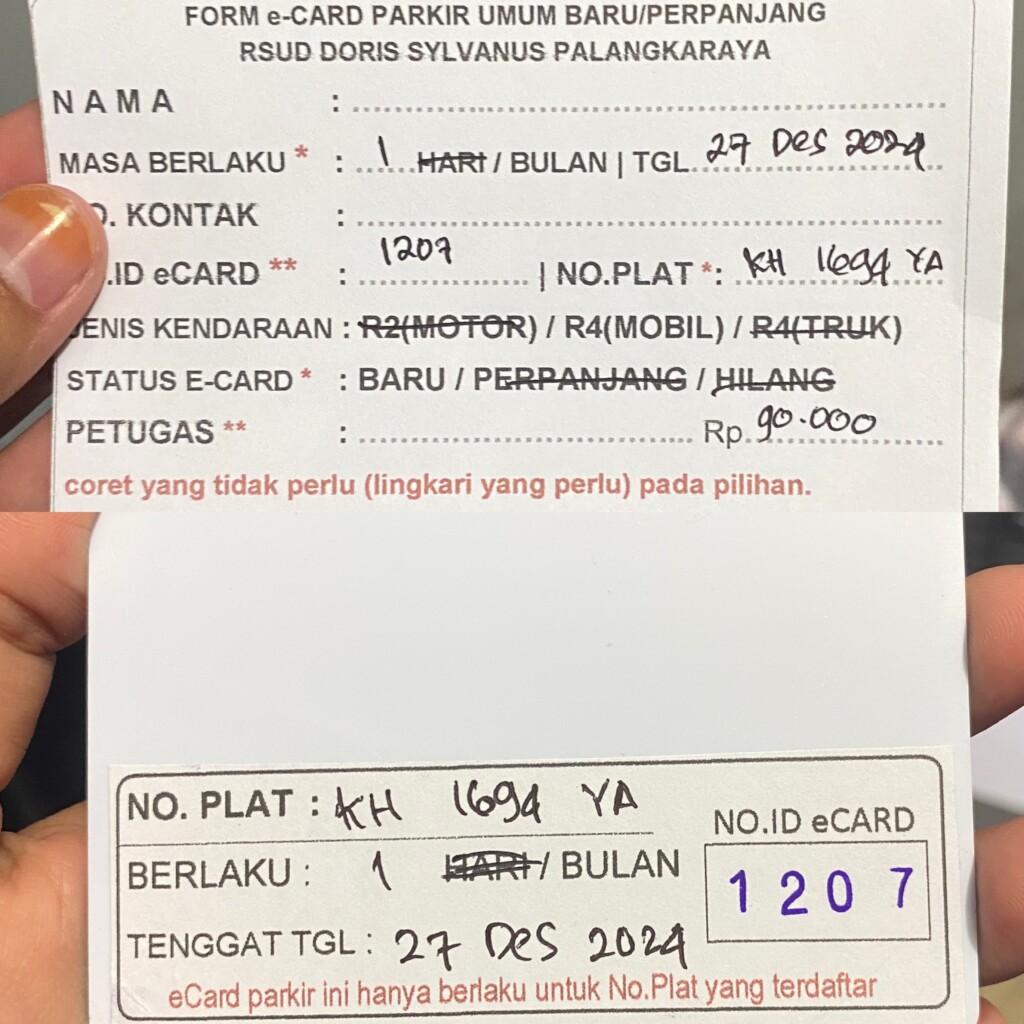 FORM e-CARD PARKIR UMUM BARU/PERPANJANG
RSUD DORIS SYLVANUS PALANGKARAYA
N A M A :
MASA BERLAKU * : 1 HARI / BULAN | TGL. 27 Des 2024
O. KONTAK :
.ID eCARD ** : 1207 | NO.PLAT *: KH 1694 YA
JENIS KENDARAAN : R2(MOTOR) / R4(MOBIL) / R4(TRUK)
STATUS E-CARD * : BARU / PERPANJANG / HILANG
PETUGAS ** : Rp. 90.000
coret yang tidak perlu (lingkari yang perlu) pada pilihan.
NO. PLAT : KH 1694 YA
NO.ID eCARD
BERLAKU : 1 HARI / BULAN
1 2 0 7
TENGGAT TGL : 27 Des 2024
eCard parkir ini hanya berlaku untuk No.Plat yang terdaftar